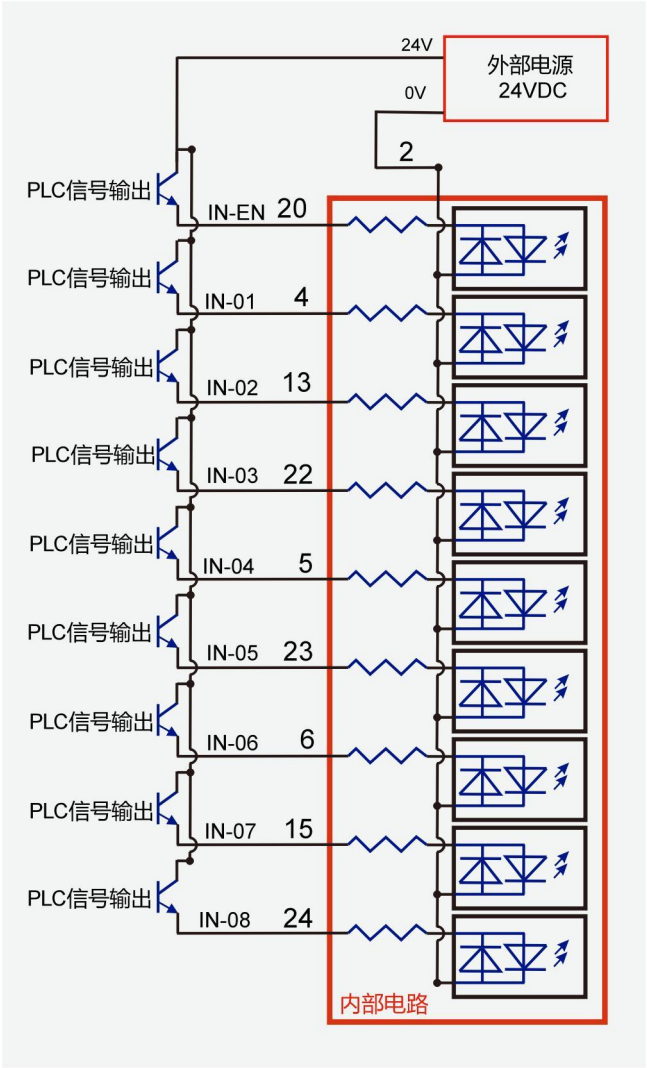 24V
外部电源
24VDC
0V
2
PLC信号输出
IN-EN 20
PLC信号输出
IN-01 4
PLC信号输出
IN-02 13
PLC信号输出
IN-03 22
PLC信号输出
IN-04 5
PLC信号输出
IN-05 23
PLC信号输出
IN-06 6
PLC信号输出
IN-07 15
PLC信号输出
IN-08 24
内部电路